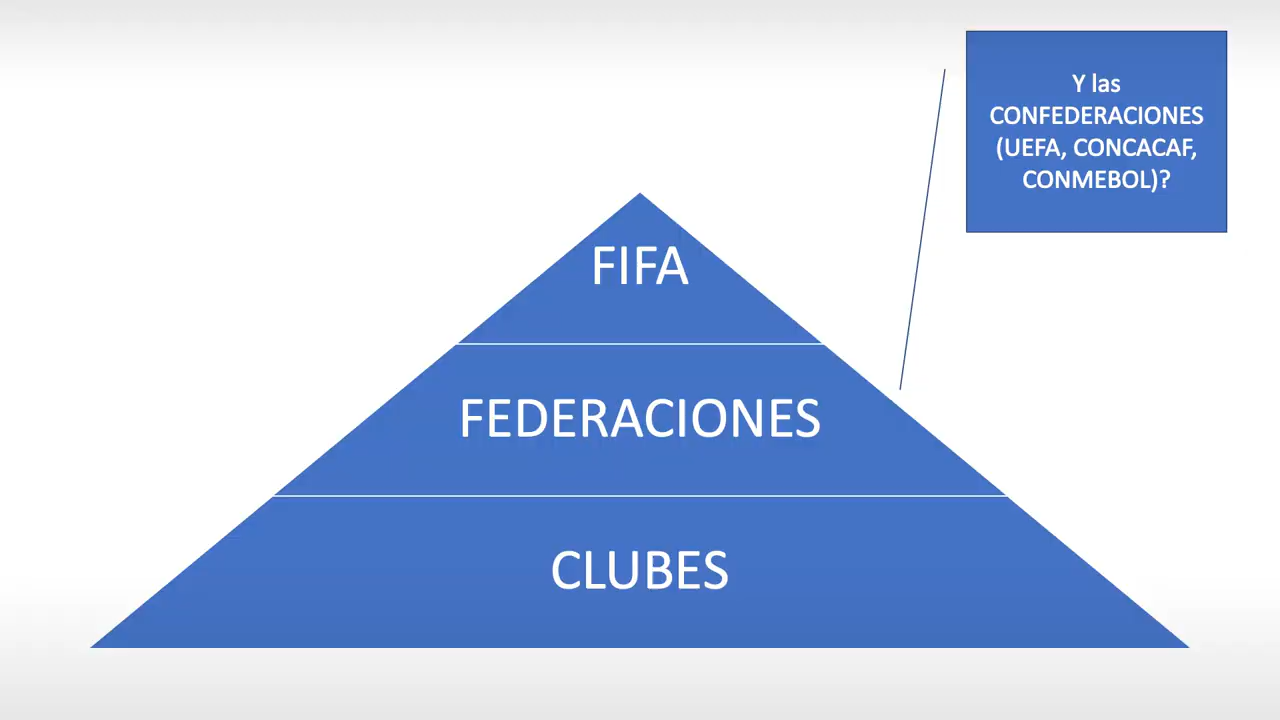 Y las
CONFEDERACIONES
(UEFA, CONCACAF,
CONMEBOL)?
FIFA
FEDERACIONES
CLUBES